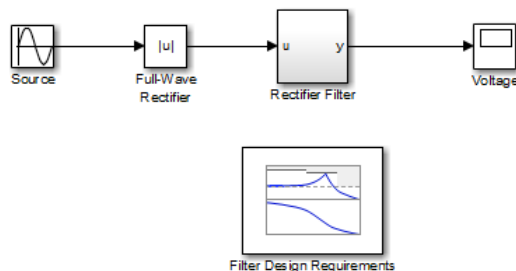 |u|
u
y
Source
Full-Wave
Rectifier
Rectifier Filter
Voltage
Filter Design Requirements